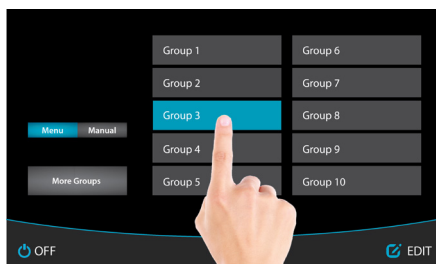 Group 1 Group 6
Group 2 Group 7
Group 3 Group 8
Menu Manual
Group 4 Group 9
More Groups
Group 5 Group 10
OFF EDIT